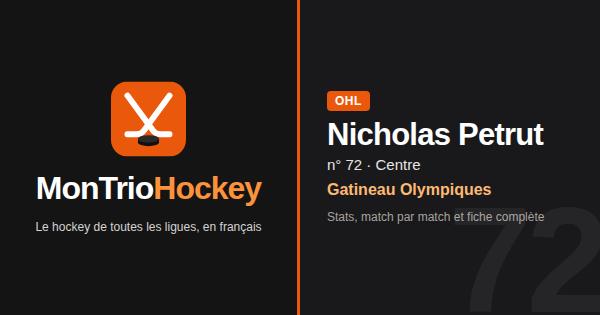 MonTrioHockey
Le hockey de toutes les ligues, en français
OHL
Nicholas Petrut
n° 72 · Centre
Gatineau Olympiques
Stats, match par match et fiche complète
72